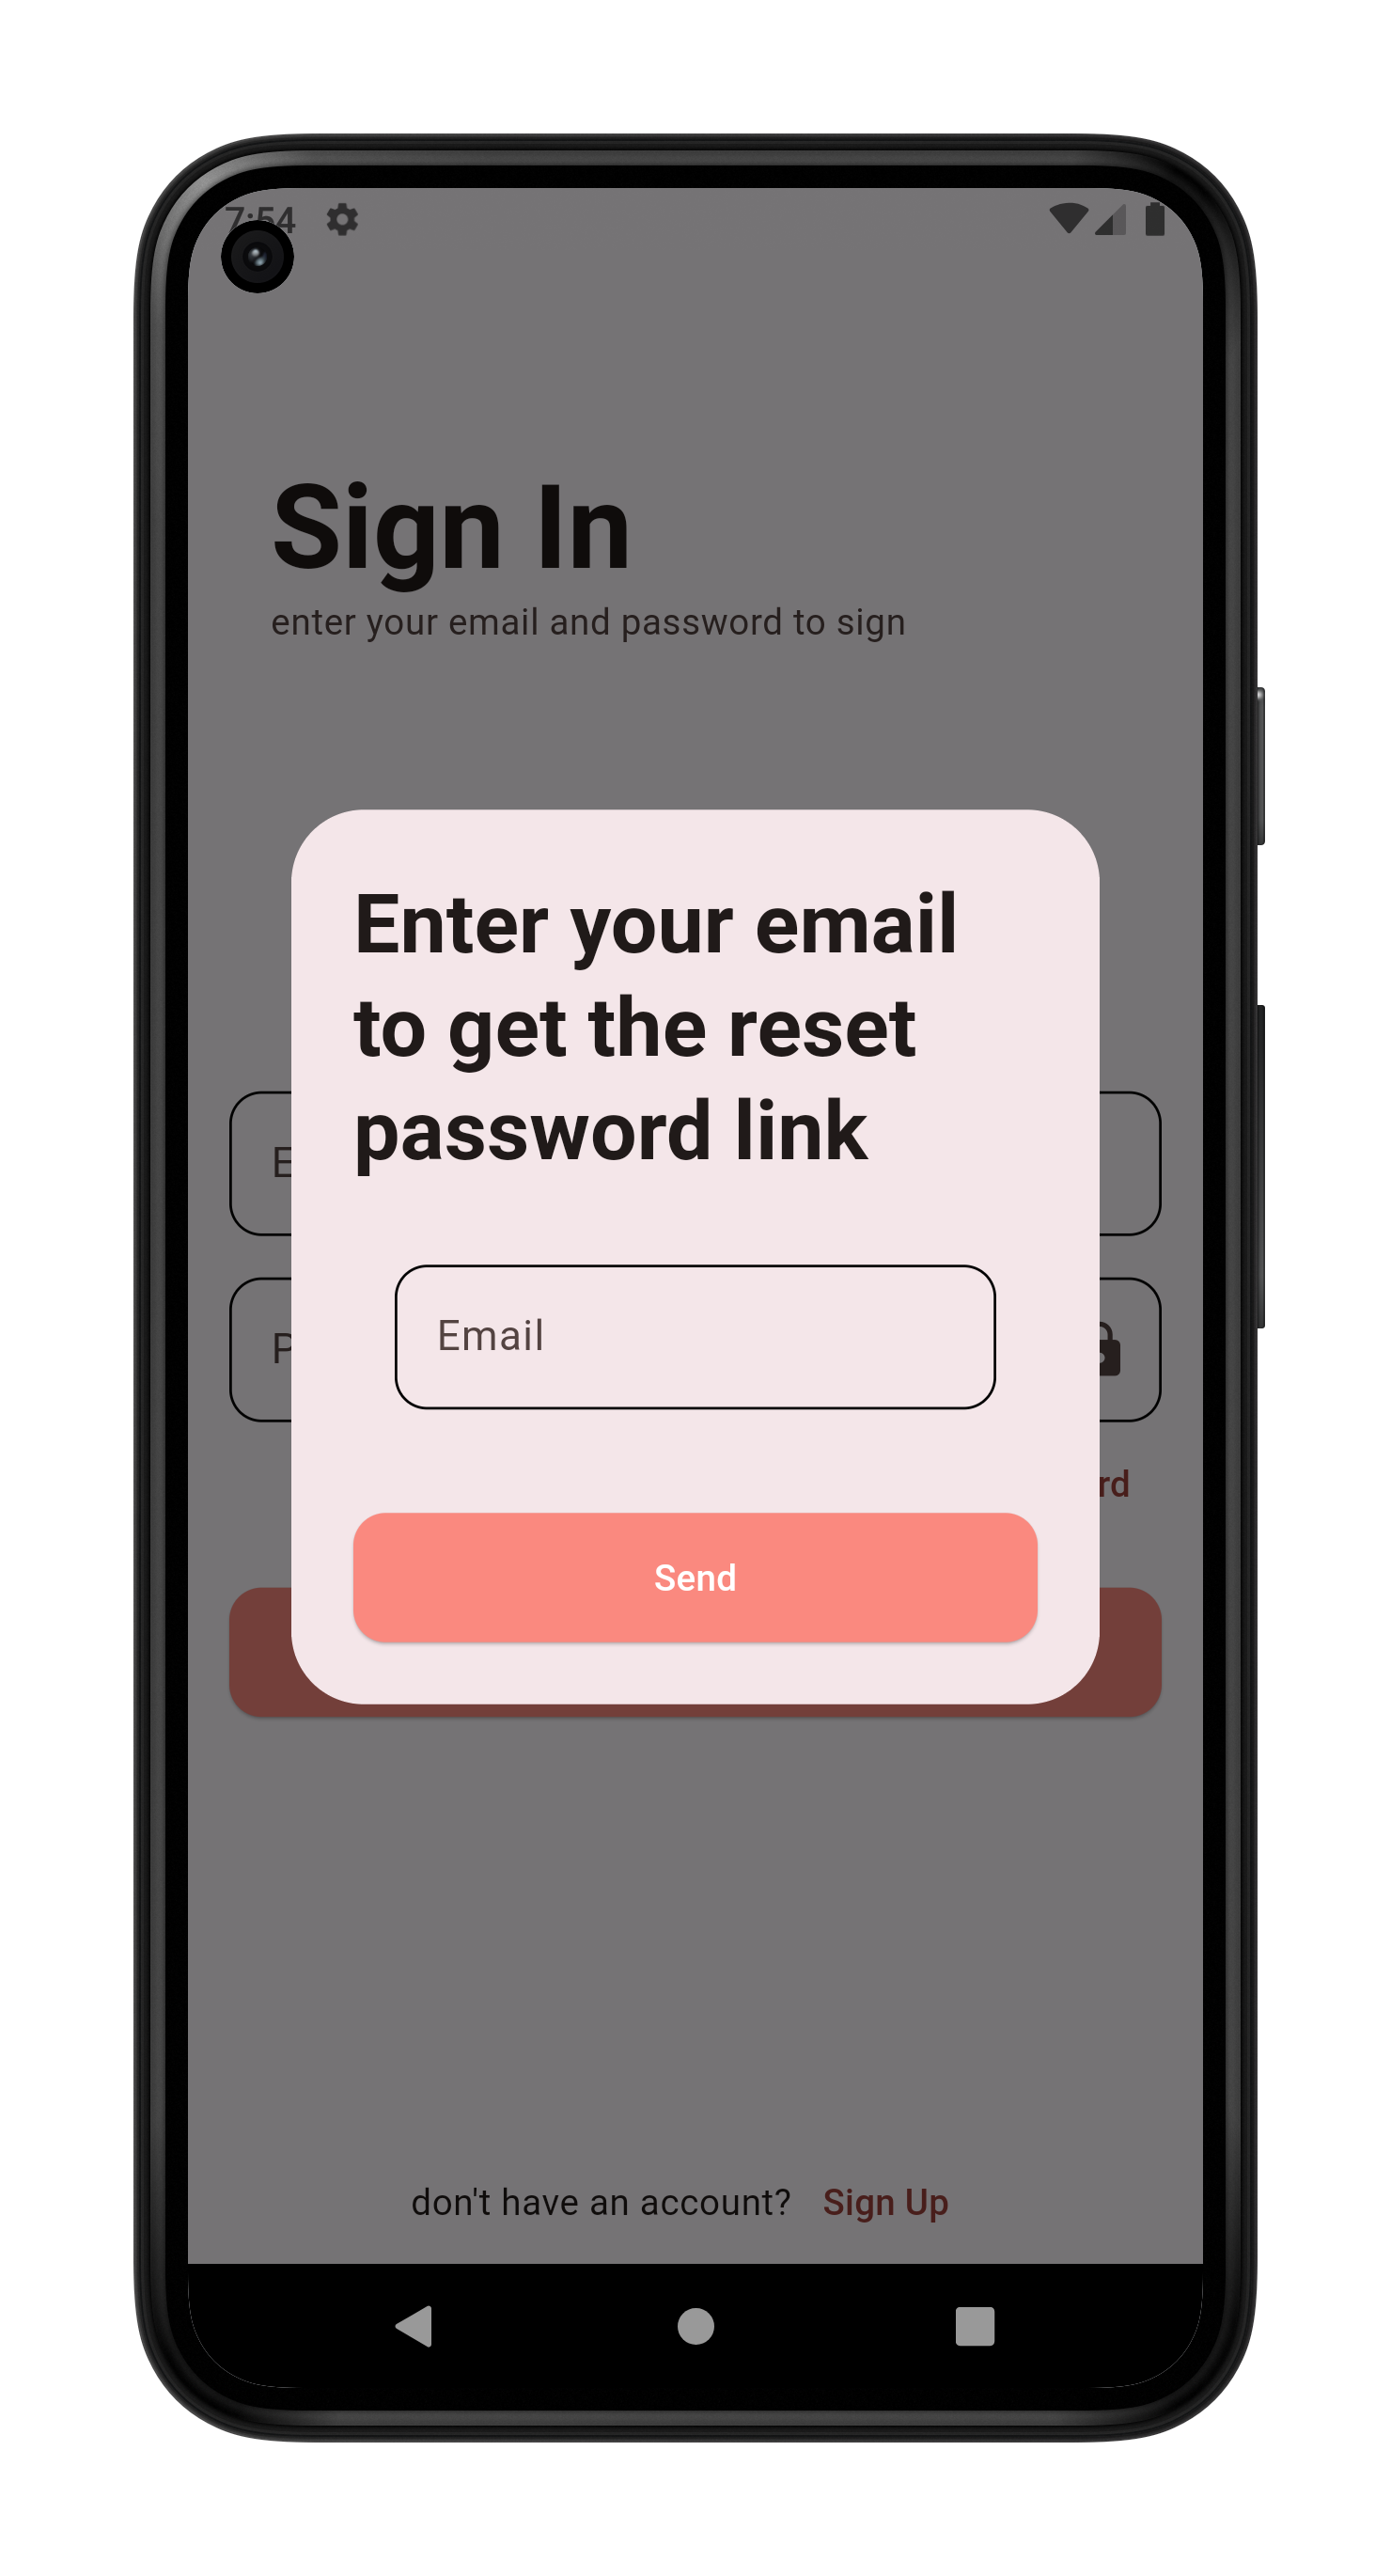 7:54
Sign In
enter your email and password to sign
Enter your email
to get the reset
password link
E
Email
P
rd
Send
don't have an account? Sign Up